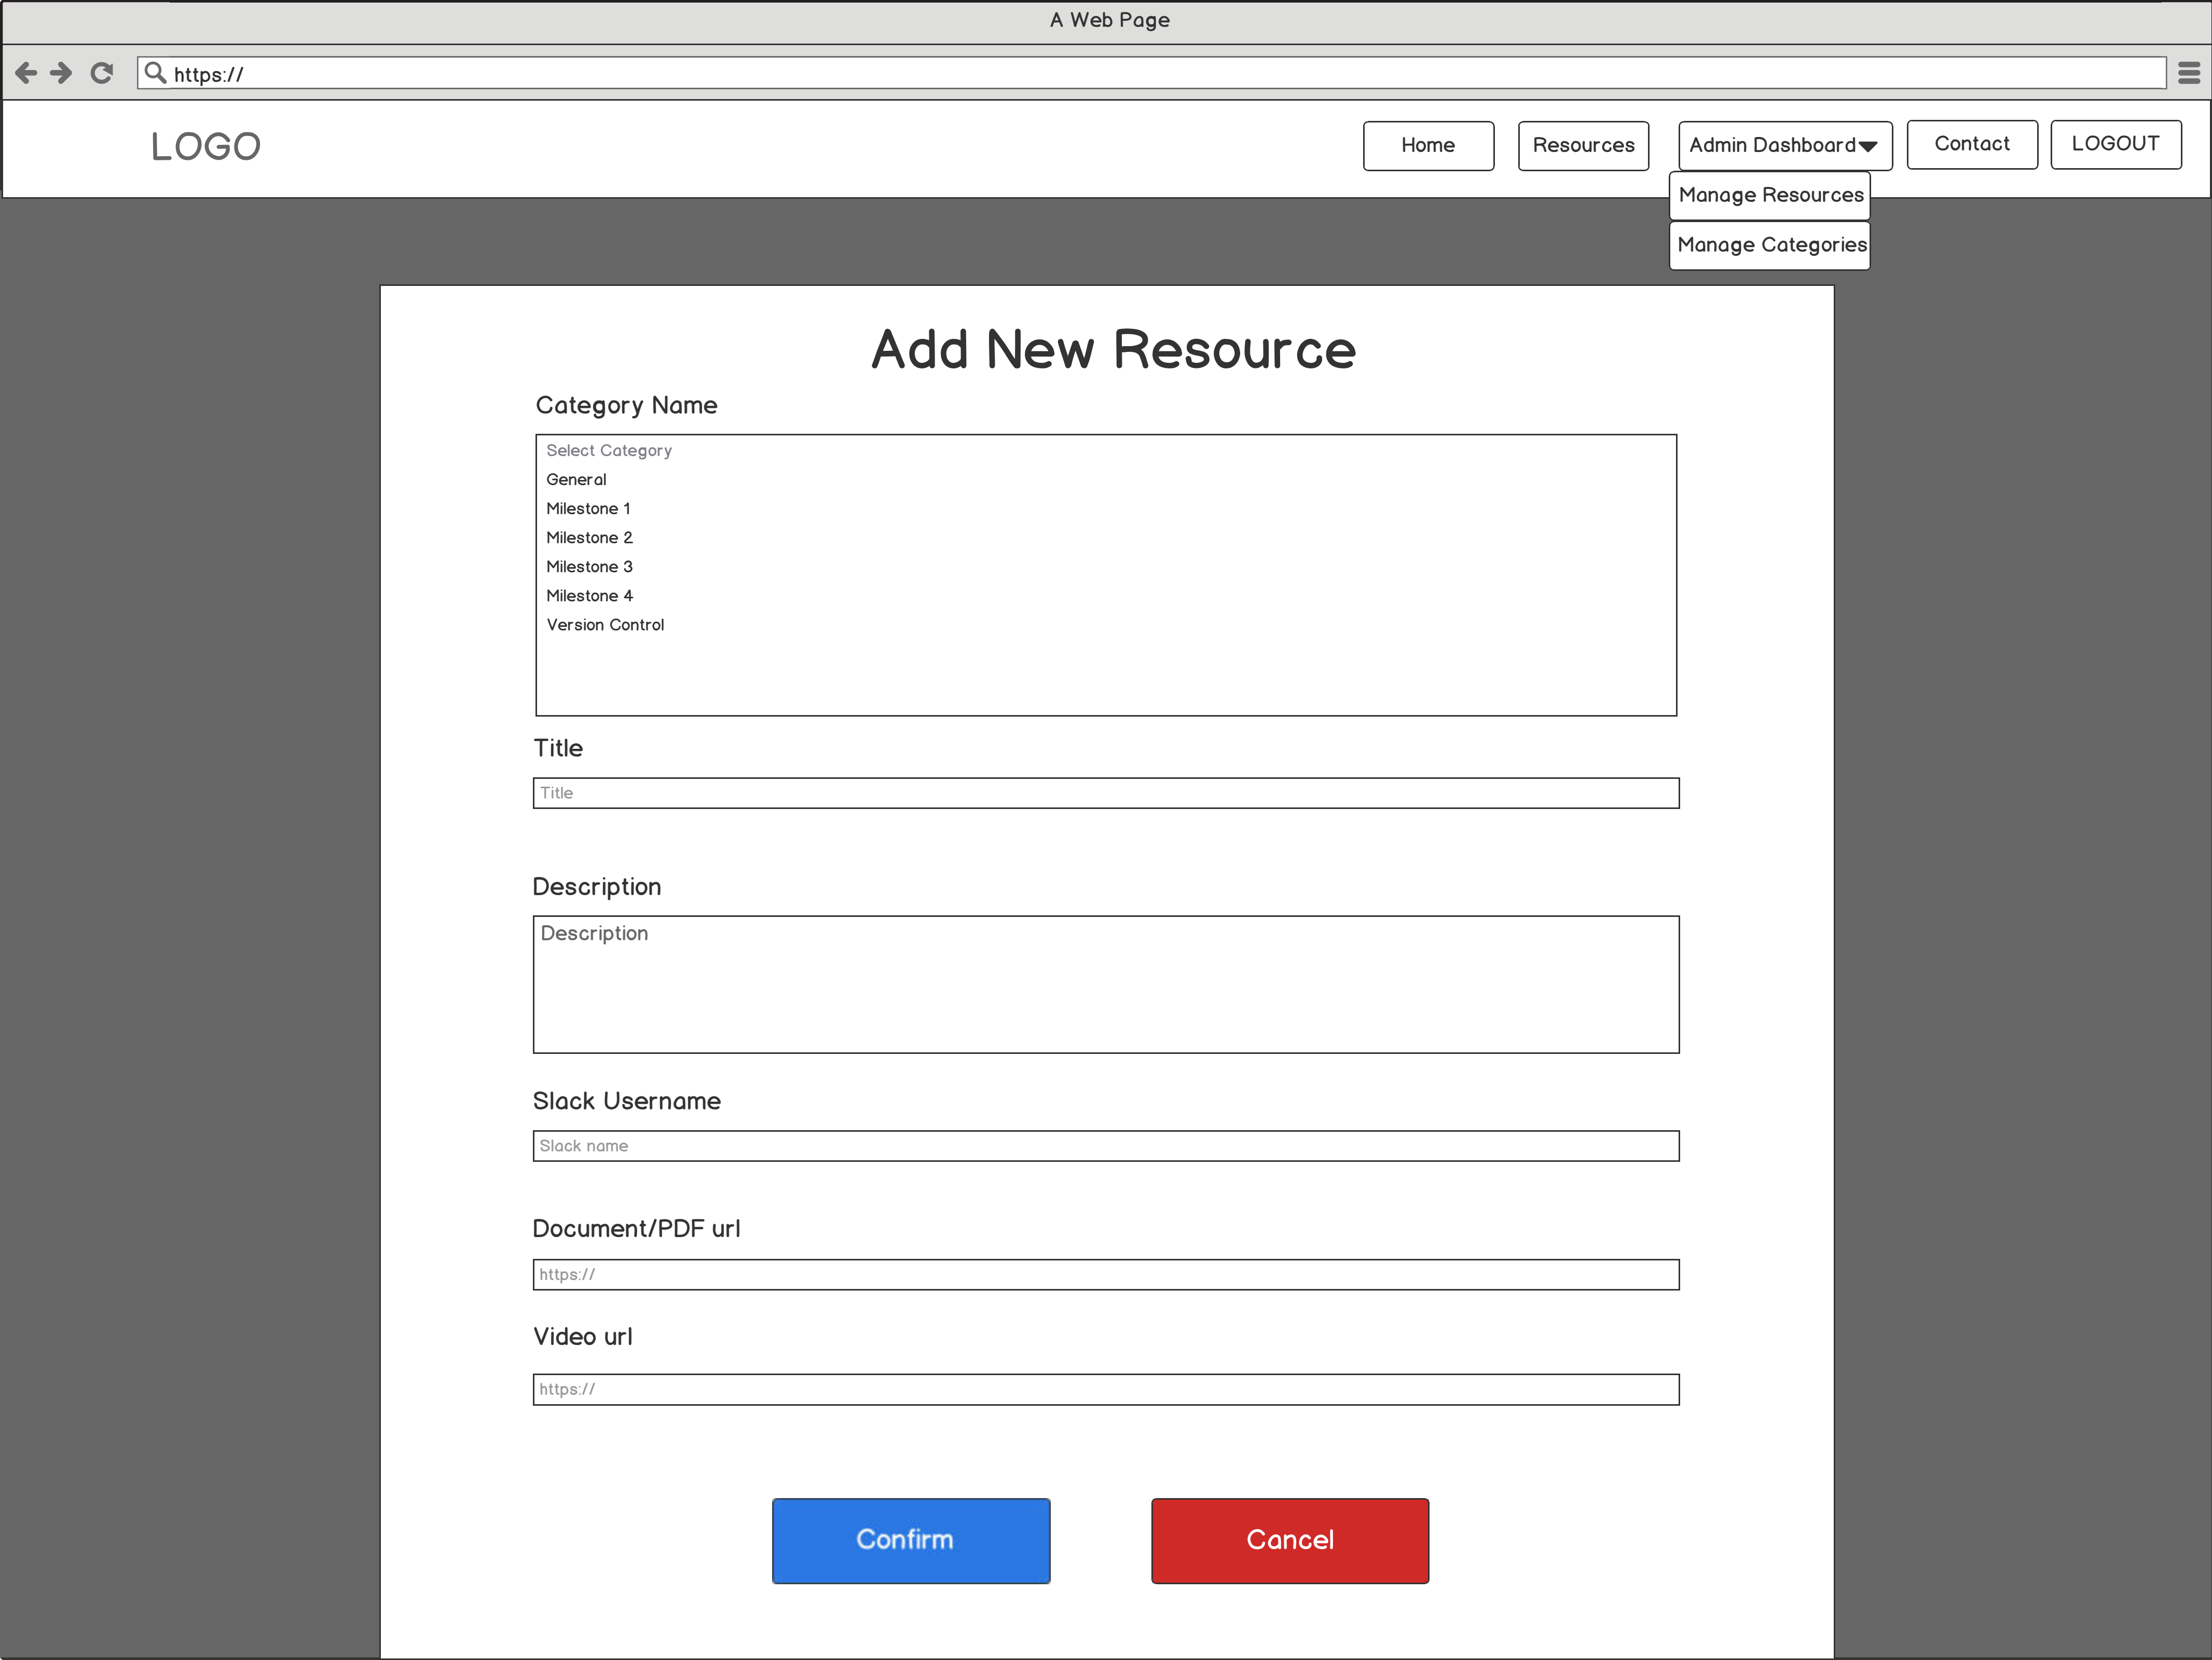 A Web Page
https://
LOGO
Home
Resources
Admin Dashboard
Contact
LOGOUT
Manage Resources
Manage Categories
Add New Resource
Category Name
Select Category
General
Milestone 1
Milestone 2
Milestone 3
Milestone 4
Version Control
Title
Title
Description
Description
Slack Username
Slack name
Document/PDF url
https://
Video url
https://
Confirm
Cancel